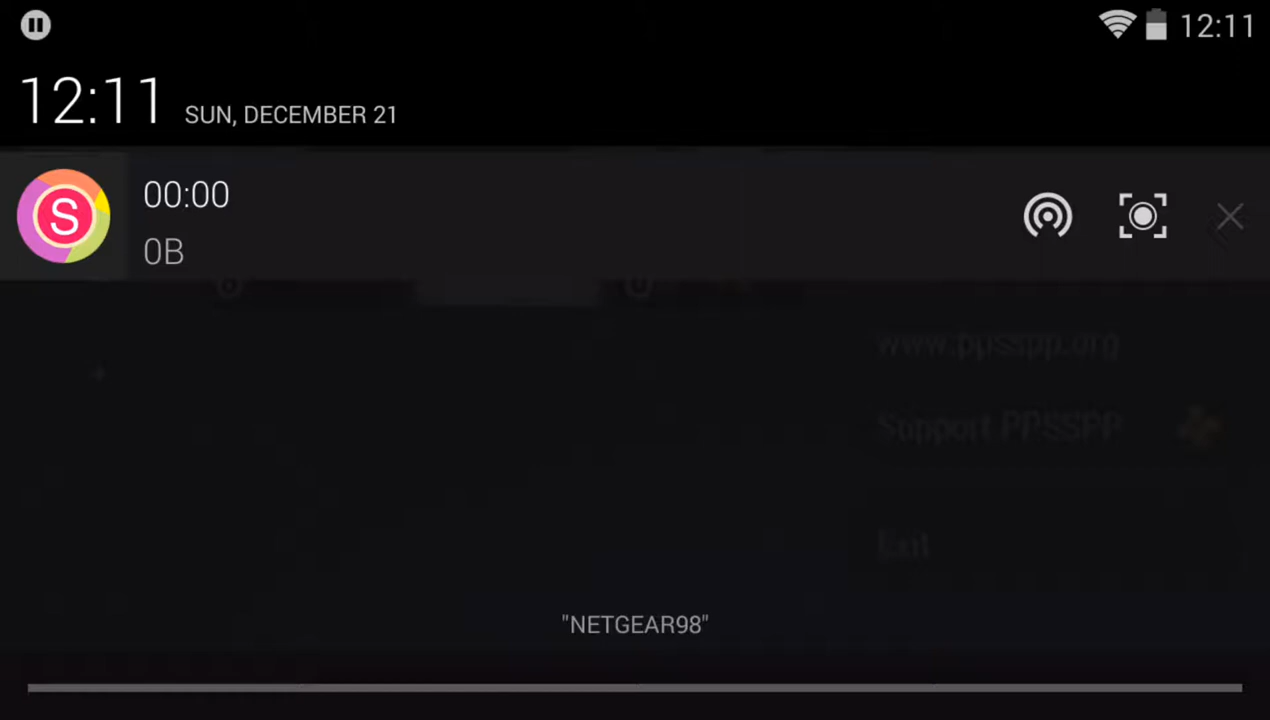 12:11
12:11 SUN, DECEMBER 21
S
00:00
0B
www.ppsspp.org
Support PPSSPP
Exit
"NETGEAR98"